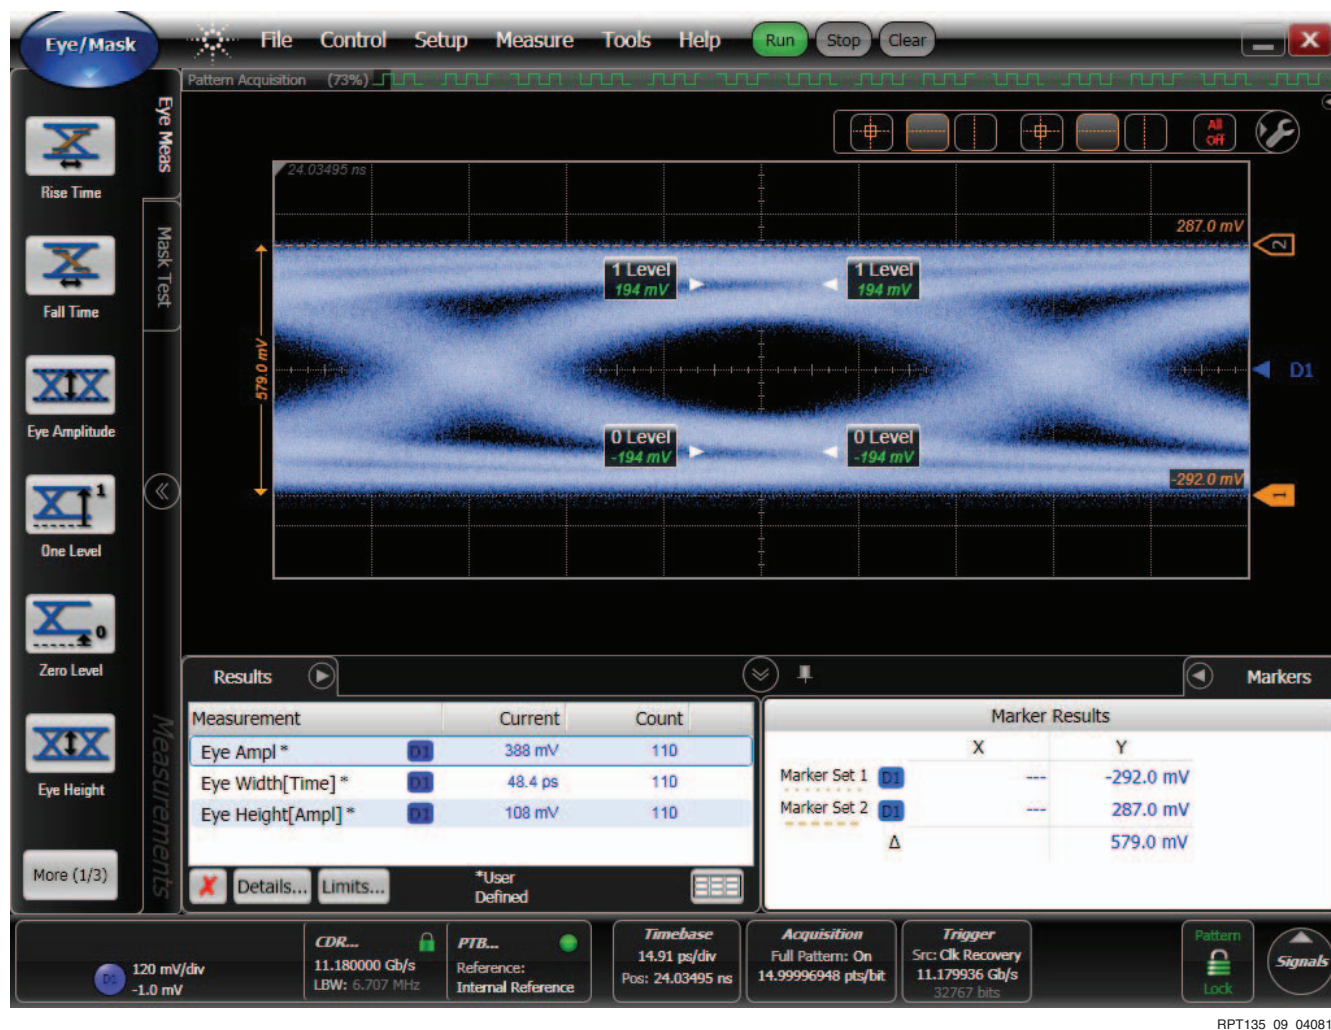 Eye/Mask
File Control Setup Measure Tools Help Run Stop Clear
Pattern Acquisition (73%)
Eye Meas
Mask Test
Measurements
Rise Time
Fall Time
Eye Amplitude
1
One Level
0
Zero Level
Eye Height
More (1/3)
All
Off
24.03495 ns
287.0 mV
2
1 Level
194 mV
1 Level
194 mV
579.0 mV
D1
0 Level
-194 mV
0 Level
-194 mV
-292.0 mV
1
Results
Measurement Current Count
Eye Ampl * D1 388 mV 110
Eye Width[Time] * D1 48.4 ps 110
Eye Height[Ampl] * D1 108 mV 110
Details... Limits...
*User
Defined
Markers
Marker Results
X Y
Marker Set 1 D1 --- -292.0 mV
Marker Set 2 D1 --- 287.0 mV
Δ 579.0 mV
D1
120 mV/div
-1.0 mV
CDR...
11.180000 Gb/s
LBW: 6.707 MHz
PTB...
Reference:
Internal Reference
Timebase
14.91 ps/div
Pos: 24.03495 ns
Acquisition
Full Pattern: On
14.99996948 pts/bit
Trigger
Src: Clk Recovery
11.179936 Gb/s
32767 bits
Pattern
Lock
Signals
RPT135_09_04081